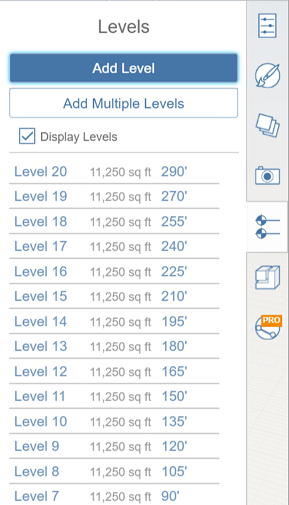 Levels
Add Level
Add Multiple Levels
Display Levels
Level 20 11,250 sq ft 290'
Level 19 11,250 sq ft 270'
Level 18 11,250 sq ft 255'
Level 17 11,250 sq ft 240'
Level 16 11,250 sq ft 225'
Level 15 11,250 sq ft 210'
Level 14 11,250 sq ft 195'
Level 13 11,250 sq ft 180'
Level 12 11,250 sq ft 165'
Level 11 11,250 sq ft 150'
Level 10 11,250 sq ft 135'
Level 9 11,250 sq ft 120'
Level 8 11,250 sq ft 105'
Level 7 11,250 sq ft 90'
PRO